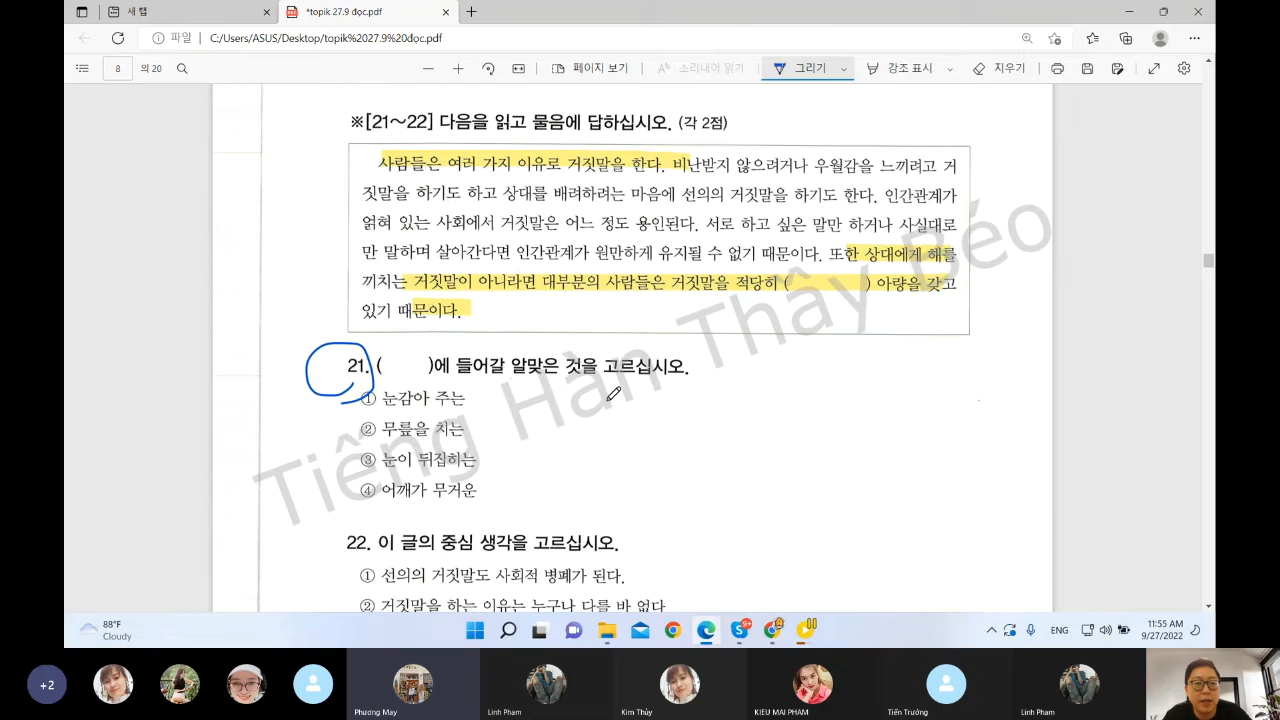 새 탭
*topik 27.9 đọc.pdf
파일 C:/Users/ASUS/Desktop/topik%2027.9%20đọc.pdf
8 의 20
페이지 보기
소리내어 읽기
그리기
강조 표시
지우기
※[21～22] 다음을 읽고 물음에 답하십시오. (각 2점)
사람들은 여러 가지 이유로 거짓말을 한다. 비난받지 않으려거나 우월감을 느끼려고 거
짓말을 하기도 하고 상대를 배려하려는 마음에 선의의 거짓말을 하기도 한다. 인간관계가
얽혀 있는 사회에서 거짓말은 어느 정도 용인된다. 서로 하고 싶은 말만 하거나 사실대로
만 말하며 살아간다면 인간관계가 원만하게 유지될 수 없기 때문이다. 또한 상대에게 해를
끼치는 거짓말이 아니라면 대부분의 사람들은 거짓말을 적당히 ( ) 아량을 갖고
있기 때문이다.
21. ( )에 들어갈 알맞은 것을 고르십시오.
① 눈감아 주는
② 무릎을 치는
③ 눈이 뒤집히는
④ 어깨가 무거운
22. 이 글의 중심 생각을 고르십시오.
① 선의의 거짓말도 사회적 병폐가 된다.
② 거짓말을 하는 이유는 누구나 다를 바 없다
Tiếng Hàn Thầy Béo
88°F
Cloudy
9+
ENG
11:55 AM
9/27/2022
+2
Phương May
Linh Phạm
Kim Thủy
KIEU MAI PHAM
Tiến Trướng
Linh Phạm